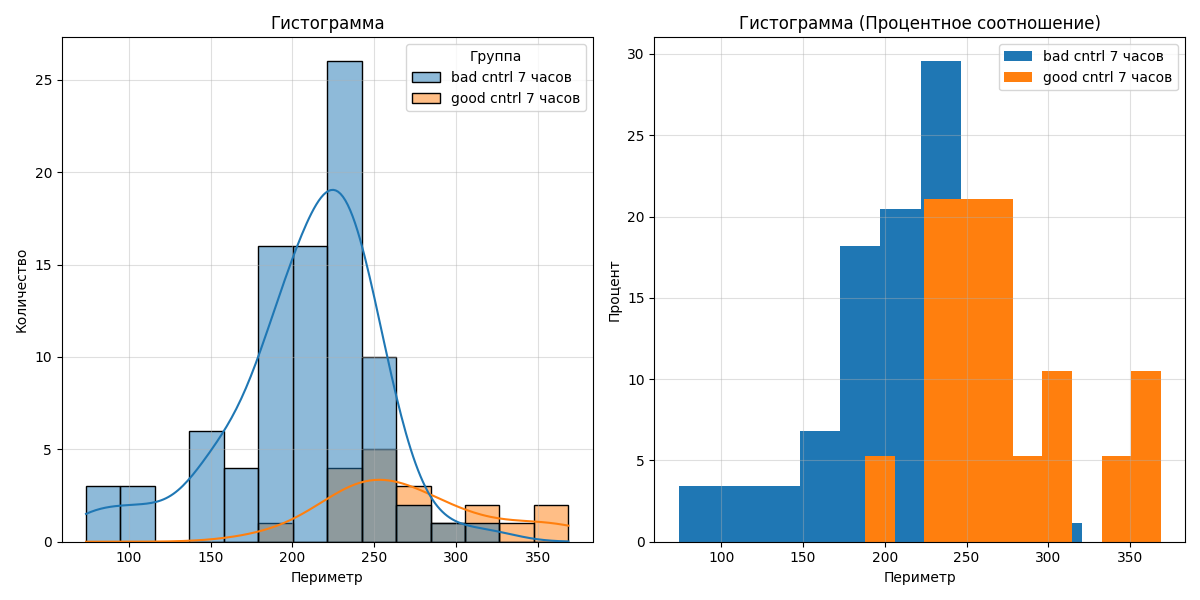 Гистограмма
Группа
bad cntrl 7 часов
good cntrl 7 часов
Количество
25
20
15
10
5
0
100 150 200 250 300 350
Периметр
Гистограмма (Процентное соотношение)
bad cntrl 7 часов
good cntrl 7 часов
Процент
30
25
20
15
10
5
0
100 150 200 250 300 350
Периметр